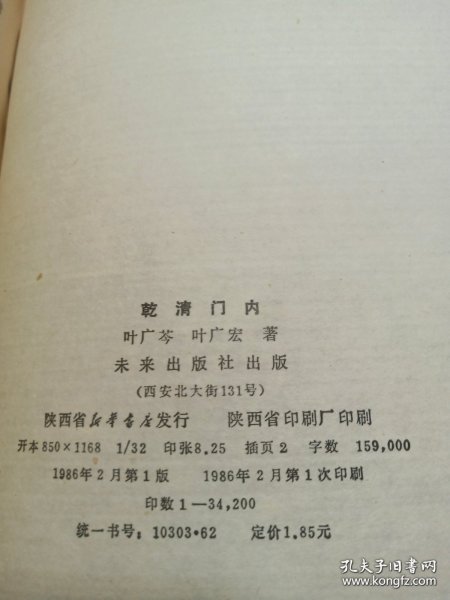 乾清门内
叶广芩 叶广宏 著
未来出版社出版
(西安北大街131号)
陕西省新华书店发行 陕西省印刷厂印刷
开本850×1168 1/32 印张8.25 插页2 字数 159,000
1986年2月第1版 1986年2月第1次印刷
印数1—34,200
统一书号：10303·62 定价1.85元
孔夫子旧书网
www.kongfz.com